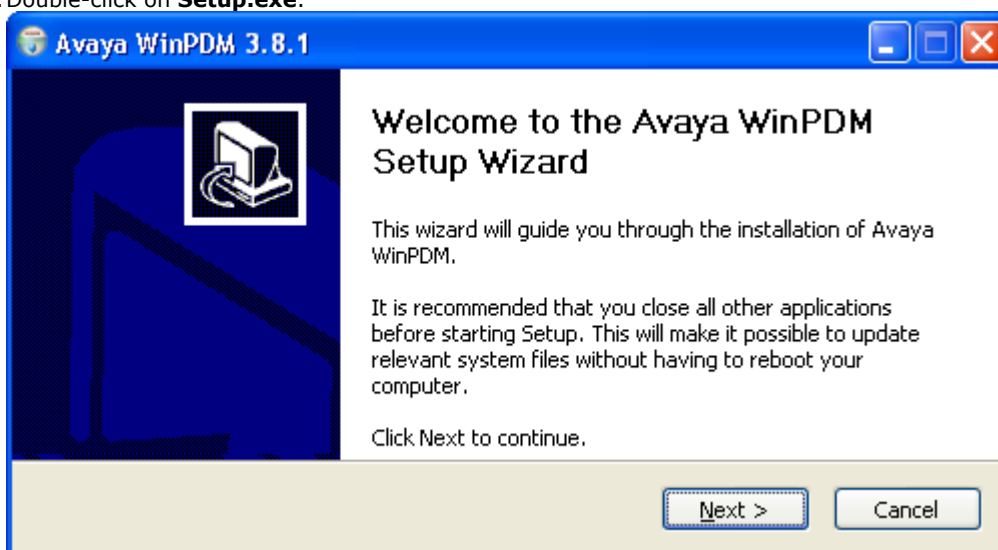 .Double-click on Setup.exe.
Avaya WinPDM 3.8.1
Welcome to the Avaya WinPDM
Setup Wizard
This wizard will guide you through the installation of Avaya
WinPDM.
It is recommended that you close all other applications
before starting Setup. This will make it possible to update
relevant system files without having to reboot your
computer.
Click Next to continue.
Next >
Cancel